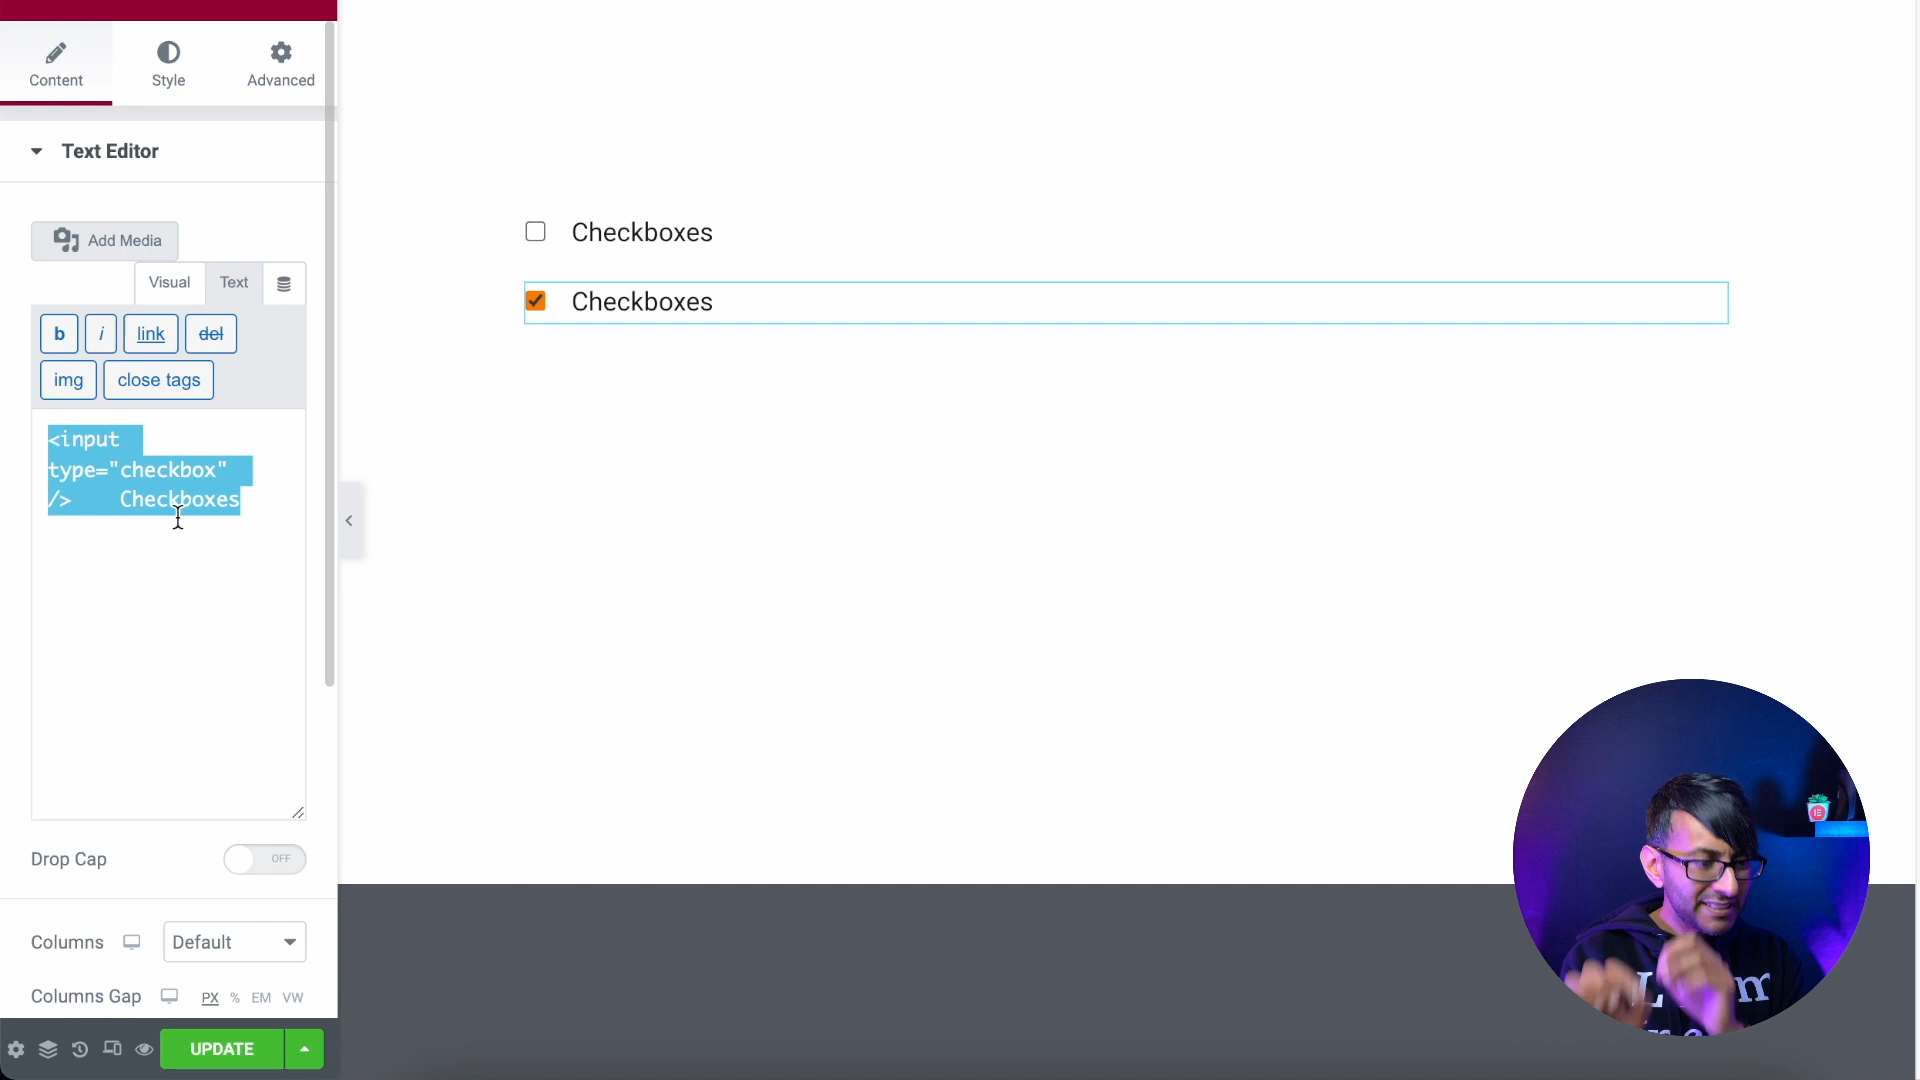 Content
Style
Advanced
Text Editor
Add Media
Visual
Text
b
i
link
del
img
close tags
<input
type="checkbox"
/>    Checkboxes
Drop Cap
OFF
Columns
Default
Columns Gap
PX
%
EM
VW
UPDATE
Checkboxes
Checkboxes